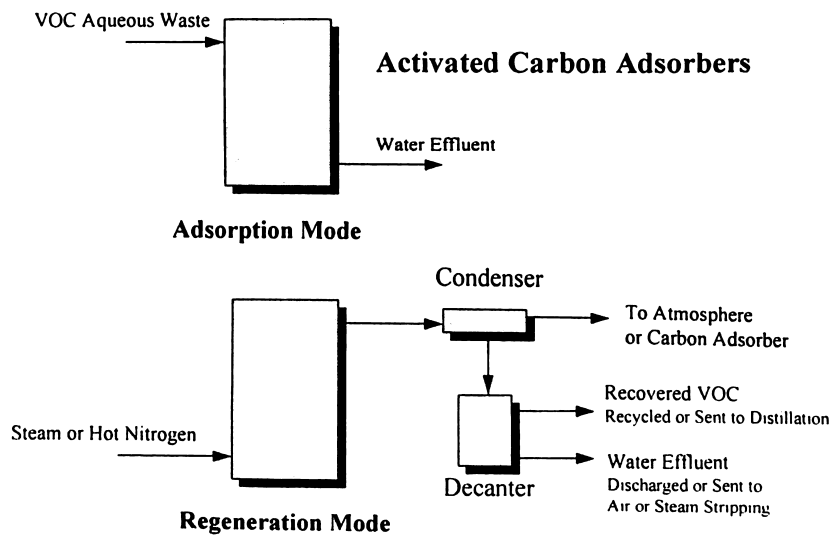 VOC Aqueous Waste
Activated Carbon Adsorbers
Water Effluent
Adsorption Mode
Condenser
To Atmosphere
or Carbon Adsorber
Recovered VOC
Recycled or Sent to Distillation
Steam or Hot Nitrogen
Water Effluent
Discharged or Sent to
Air or Steam Stripping
Decanter
Regeneration Mode